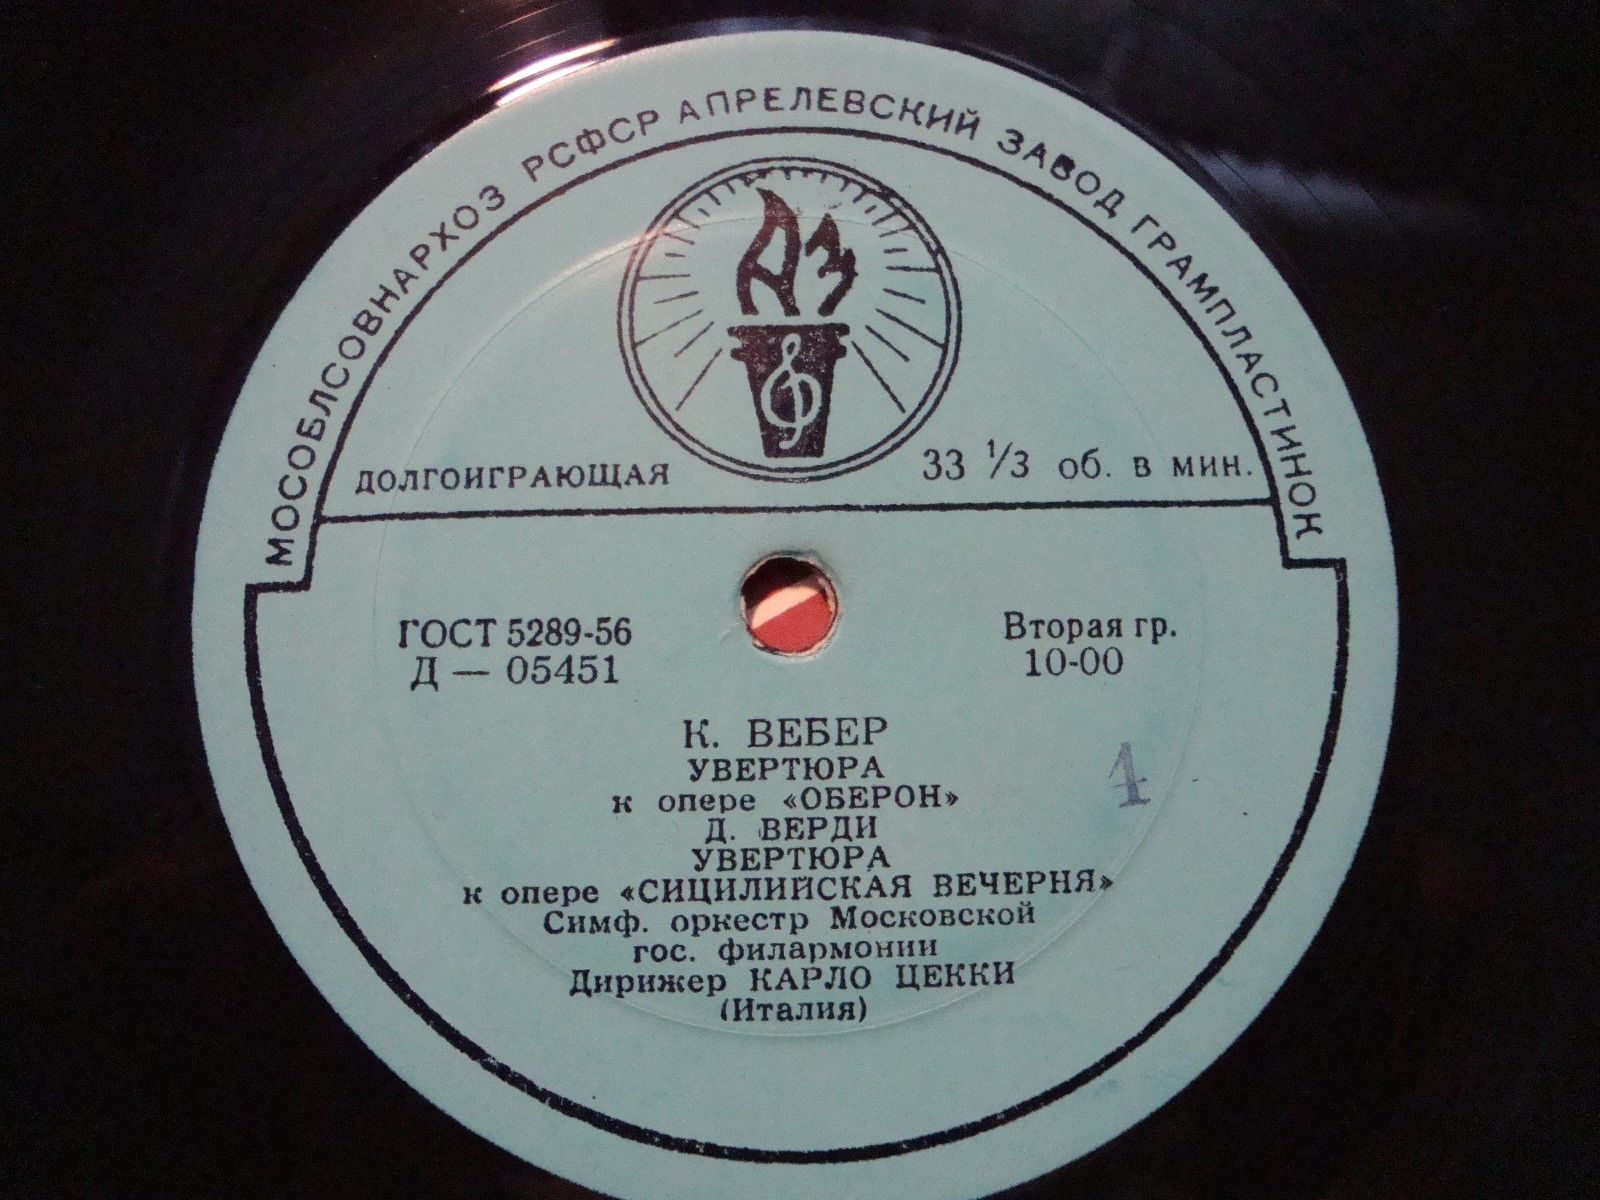 МОСОБЛСОВНАРХОЗ РСФСР АПРЕЛЕВСКИЙ ЗАВОД ГРАМПЛАСТИНОК
АЗ
ДОЛГОИГРАЮЩАЯ
33 1/3 об. в мин.
ГОСТ 5289-56
Д — 05451
Вторая гр.
10-00
К. ВЕБЕР
УВЕРТЮРА
к опере «ОБЕРОН»
Д. ВЕРДИ
УВЕРТЮРА
к опере «СИЦИЛИЙСКАЯ ВЕЧЕРНЯ»
Симф. оркестр Московской
гос. филармонии
Дирижер КАРЛО ЦЕККИ
(Италия)
1